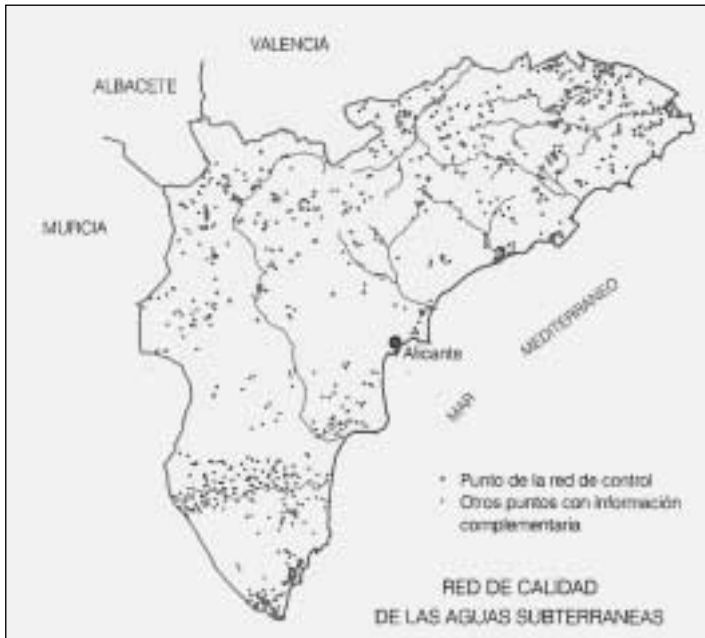 VALENCIA
ALBACETE
MURCIA
MEDITERRANEO
Alicante
MAR
Punto de la red de control
Otros puntos con información
complementaria
RED DE CALIDAD
DE LAS AGUAS SUBTERRANEAS